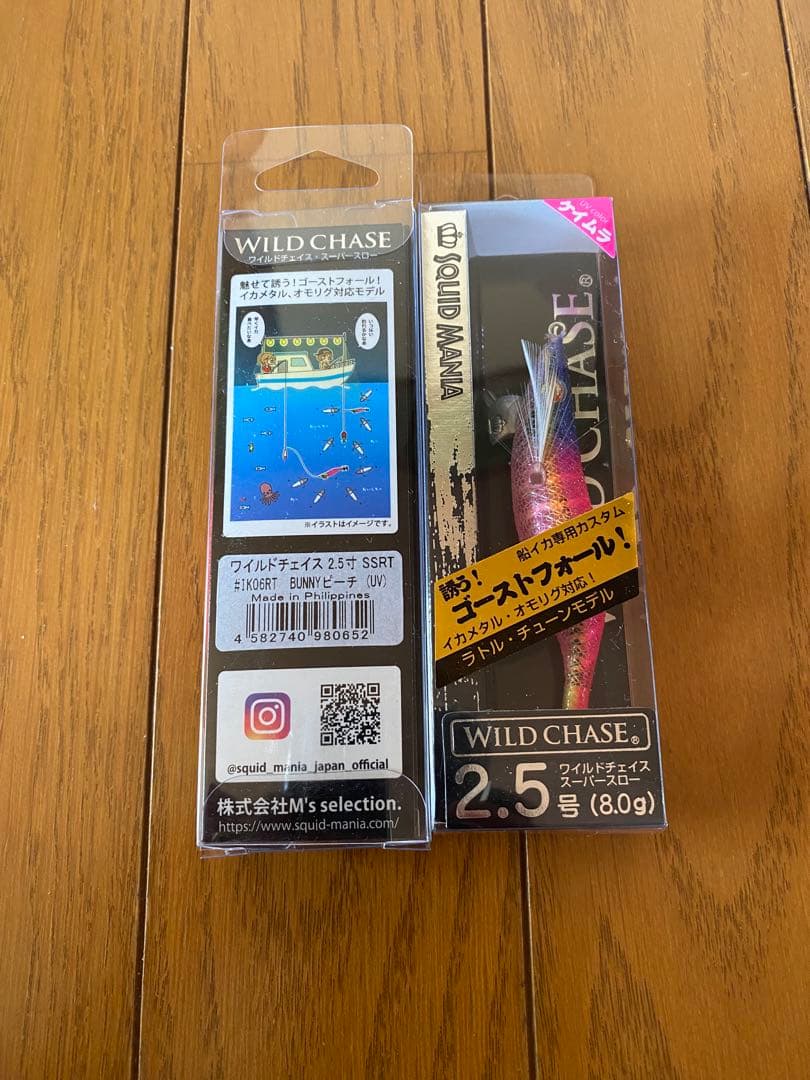 WILD CHASE
ワイルドチェイス・スーパースロー
魅せて誘う！ゴーストフォール！
イカメタル、オモリグ対応モデル
※イラストはイメージです。
ワイルドチェイス 2.5寸 SSRT
#IK06RT BUNNYピーチ (UV)
Made in Philippines
4 582740 980652
@squid_mania_japan_official
株式会社M's selection.
https://www.squid-mania.com/
SQUID MANIA
UV color
ケイムラ
CHASE®
船イカ専用カスタム
誘う！ゴーストフォール！
イカメタル・オモリグ対応！
ラトル・チューンモデル
WILD CHASE®
2.5号 (8.0g)
ワイルドチェイス
スーパースロー